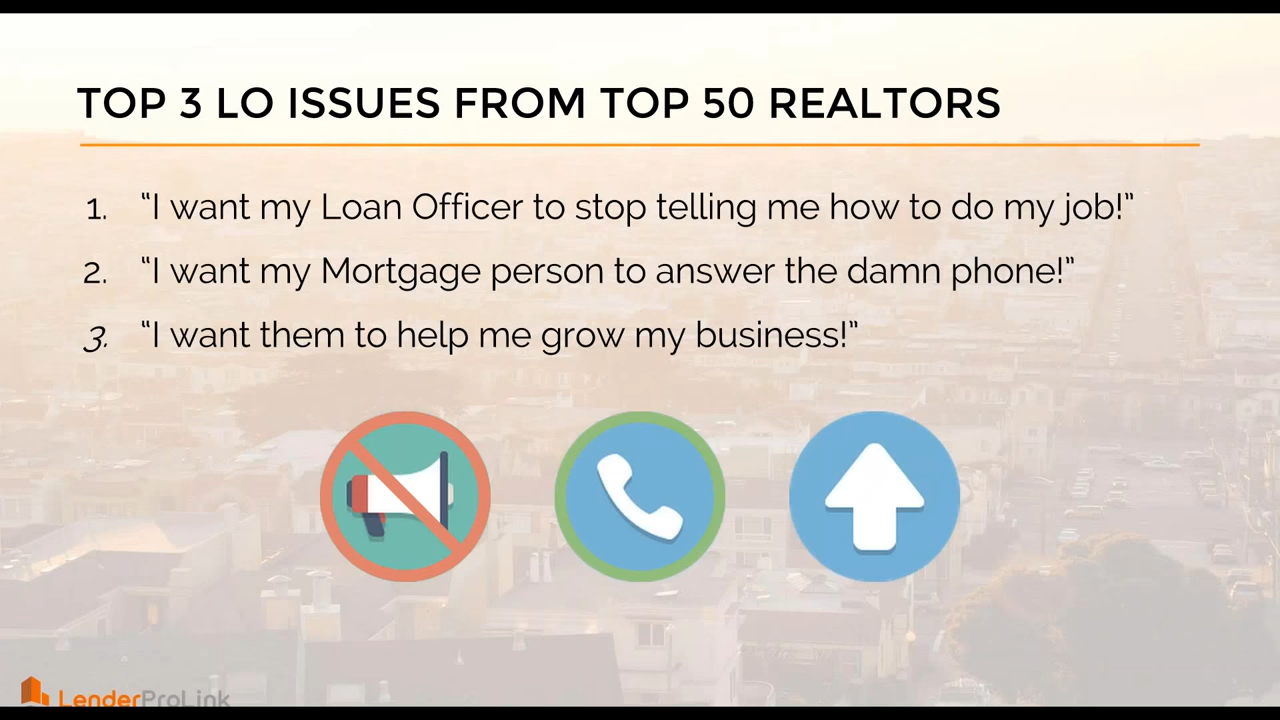 TOP 3 LO ISSUES FROM TOP 50 REALTORS
1. “I want my Loan Officer to stop telling me how to do my job!”
2. “I want my Mortgage person to answer the damn phone!”
3. “I want them to help me grow my business!”
LenderProLink